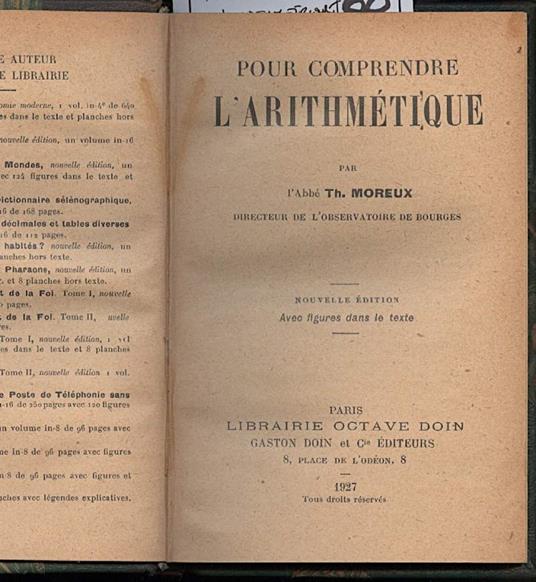 E AUTEUR
E LIBRAIRIE
omie moderne, 1 vol. in-4° de 640
es dans le texte et planches hors
nouvelle édition, un volume in-16
Mondes, nouvelle édition, un
ec 124 figures dans le texte et
ictionnaire sélénographique,
16 de 168 pages.
décimales et tables diverses
16 de 112 pages.
habités ? nouvelle édition, un
anches hors texte.
Pharaons, nouvelle édition, un
. et 8 planches hors texte.
t de la Foi. Tome I, nouvelle
pages.
t de la Foi. Tome II, uvelle
res.
Tome I, nouvelle édition, 1 vol
es dans le texte et 8 planches
Tome II, nouvelle édition 1 vol.
e Poste de Téléphonie sans
n-16 de 250 pages avec 120 figures
un volume in-8 de 96 pages avec
me in-8 de 96 pages avec figures
n-8 de 96 pages avec figures et
ches avec légendes explicatives.
POUR COMPRENDRE
L'ARITHMÉTIQUE
PAR
l'Abbé Th. MOREUX
DIRECTEUR DE L'OBSERVATOIRE DE BOURGES
NOUVELLE ÉDITION
Avec figures dans le texte
PARIS
LIBRAIRIE OCTAVE DOIN
GASTON DOIN et Cie ÉDITEURS
8, PLACE DE L'ODÉON, 8
1927
Tous droits réservés